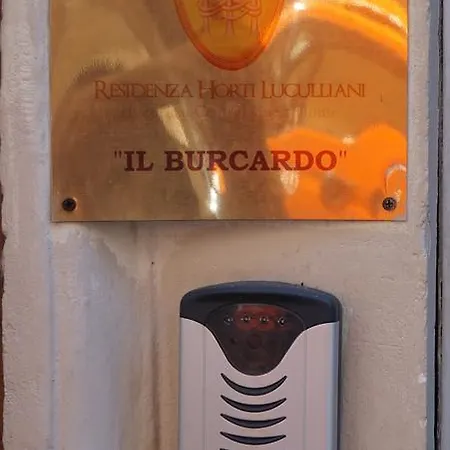 RESIDENZA HORTI LUCULLIANI
"IL BURCARDO"